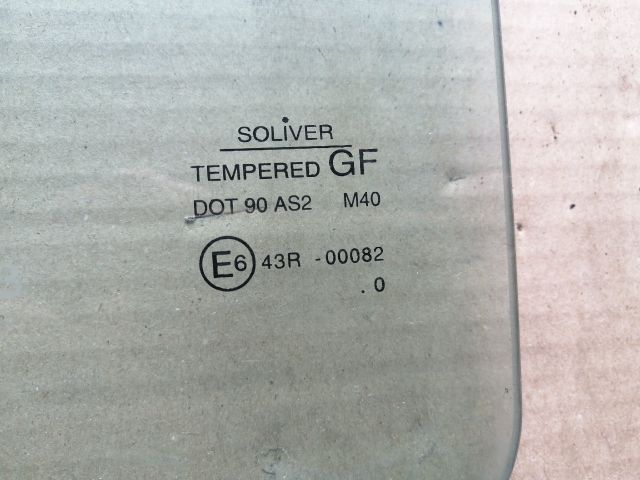 SOLIVER
TEMPERED GF
DOT 90 AS2 M40
E6 43R -00082
.0